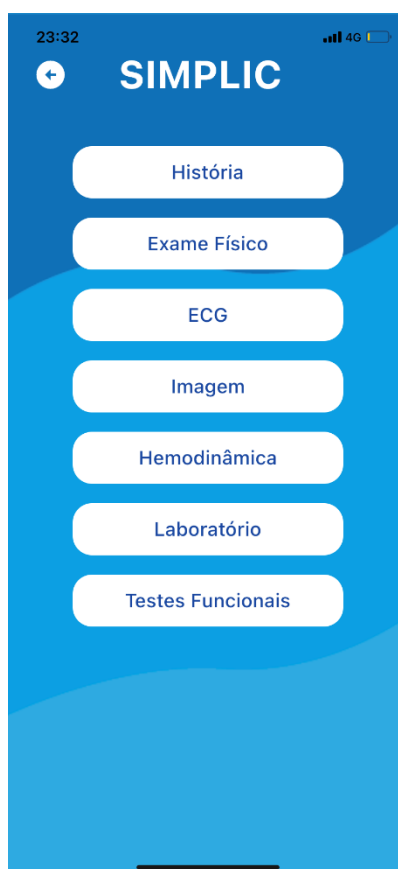 23:32
4G
SIMPLIC
História
Exame Físico
ECG
Imagem
Hemodinâmica
Laboratório
Testes Funcionais